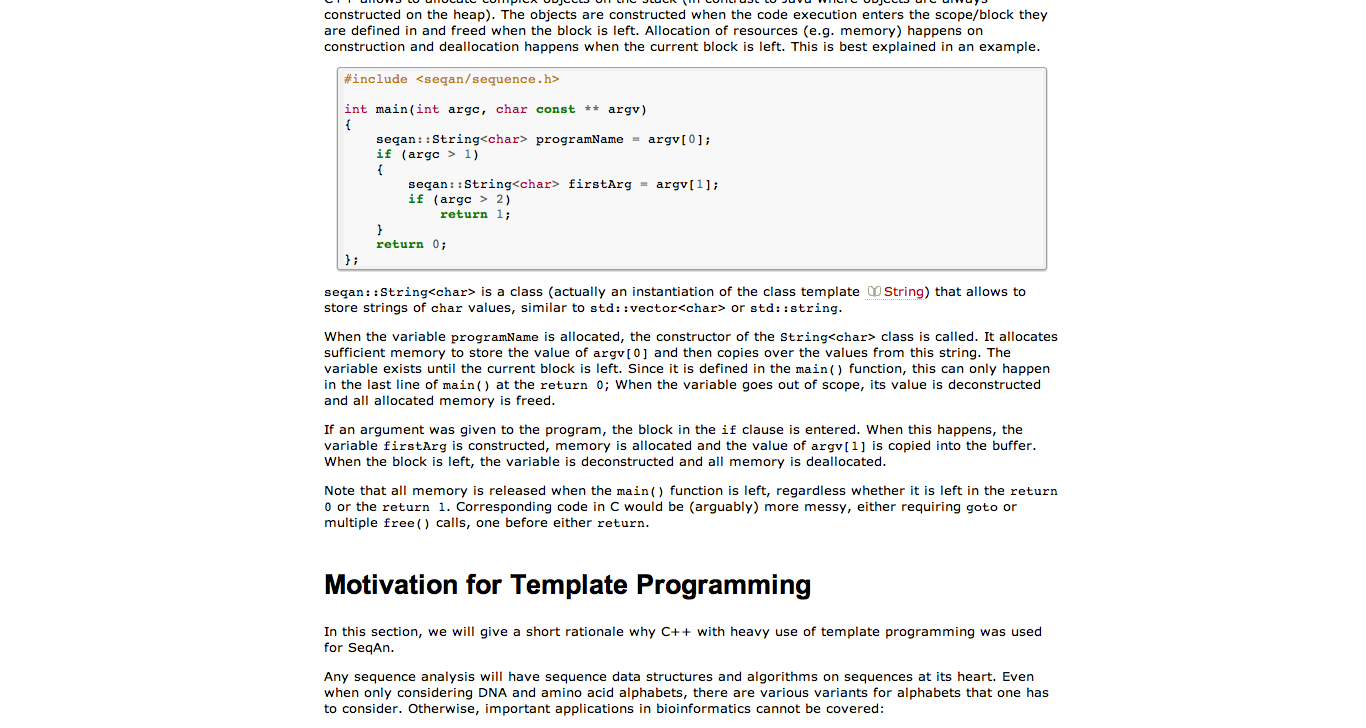 C++ allows to allocate complex objects on the stack (in contrast to Java where objects are always
constructed on the heap). The objects are constructed when the code execution enters the scope/block they
are defined in and freed when the block is left. Allocation of resources (e.g. memory) happens on
construction and deallocation happens when the current block is left. This is best explained in an example.
#include <seqan/sequence.h>
int main(int argc, char const ** argv)
{
    seqan::String<char> programName = argv[0];
    if (argc > 1)
    {
        seqan::String<char> firstArg = argv[1];
        if (argc > 2)
            return 1;
    }
    return 0;
};
seqan::String<char> is a class (actually an instantiation of the class template String) that allows to
store strings of char values, similar to std::vector<char> or std::string.
When the variable programName is allocated, the constructor of the String<char> class is called. It allocates
sufficient memory to store the value of argv[0] and then copies over the values from this string. The
variable exists until the current block is left. Since it is defined in the main() function, this can only happen
in the last line of main() at the return 0; When the variable goes out of scope, its value is deconstructed
and all allocated memory is freed.
If an argument was given to the program, the block in the if clause is entered. When this happens, the
variable firstArg is constructed, memory is allocated and the value of argv[1] is copied into the buffer.
When the block is left, the variable is deconstructed and all memory is deallocated.
Note that all memory is released when the main() function is left, regardless whether it is left in the return
0 or the return 1. Corresponding code in C would be (arguably) more messy, either requiring goto or
multiple free() calls, one before either return.
Motivation for Template Programming
In this section, we will give a short rationale why C++ with heavy use of template programming was used
for SeqAn.
Any sequence analysis will have sequence data structures and algorithms on sequences at its heart. Even
when only considering DNA and amino acid alphabets, there are various variants for alphabets that one has
to consider. Otherwise, important applications in bioinformatics cannot be covered: